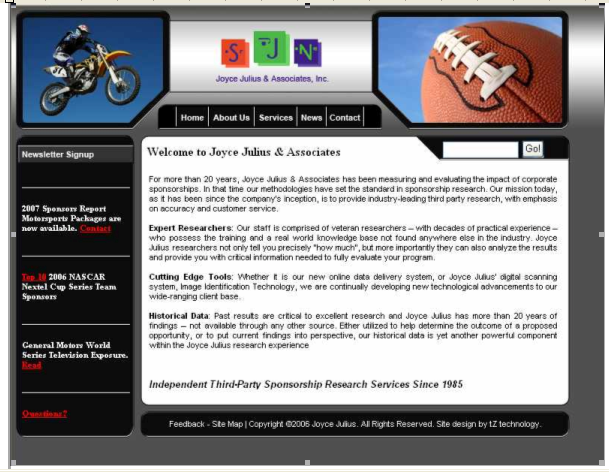 S J N
Joyce Julius & Associates, Inc.
Home About Us Services News Contact
Newsletter Signup
2007 Sponsors Report
Motorsports Packages are
now available. Contact
Top 10 2006 NASCAR
Nextel Cup Series Team
Sponsors
General Motors World
Series Television Exposure.
Read
Questions?
Welcome to Joyce Julius & Associates
Go!
For more than 20 years, Joyce Julius & Associates has been measuring and evaluating the impact of corporate
sponsorships. In that time our methodologies have set the standard in sponsorship research. Our mission today,
as it has been since the company's inception, is to provide industry-leading third party research, with emphasis
on accuracy and customer service.
Expert Researchers: Our staff is comprised of veteran researchers – with decades of practical experience –
who possess the training and a real world knowledge base not found anywhere else in the industry. Joyce
Julius researchers not only tell you precisely "how much", but more importantly they can also analyze the results
and provide you with critical information needed to fully evaluate your program.
Cutting Edge Tools: Whether it is our new online data delivery system, or Joyce Julius' digital scanning
system, Image Identification Technology, we are continually developing new technological advancements to our
wide-ranging client base.
Historical Data: Past results are critical to excellent research and Joyce Julius has more than 20 years of
findings – not available through any other source. Either utilized to help determine the outcome of a proposed
opportunity, or to put current findings into perspective, our historical data is yet another powerful component
within the Joyce Julius research experience
Independent Third-Party Sponsorship Research Services Since 1985
Feedback - Site Map | Copyright ©2006 Joyce Julius. All Rights Reserved. Site design by tZ technology.